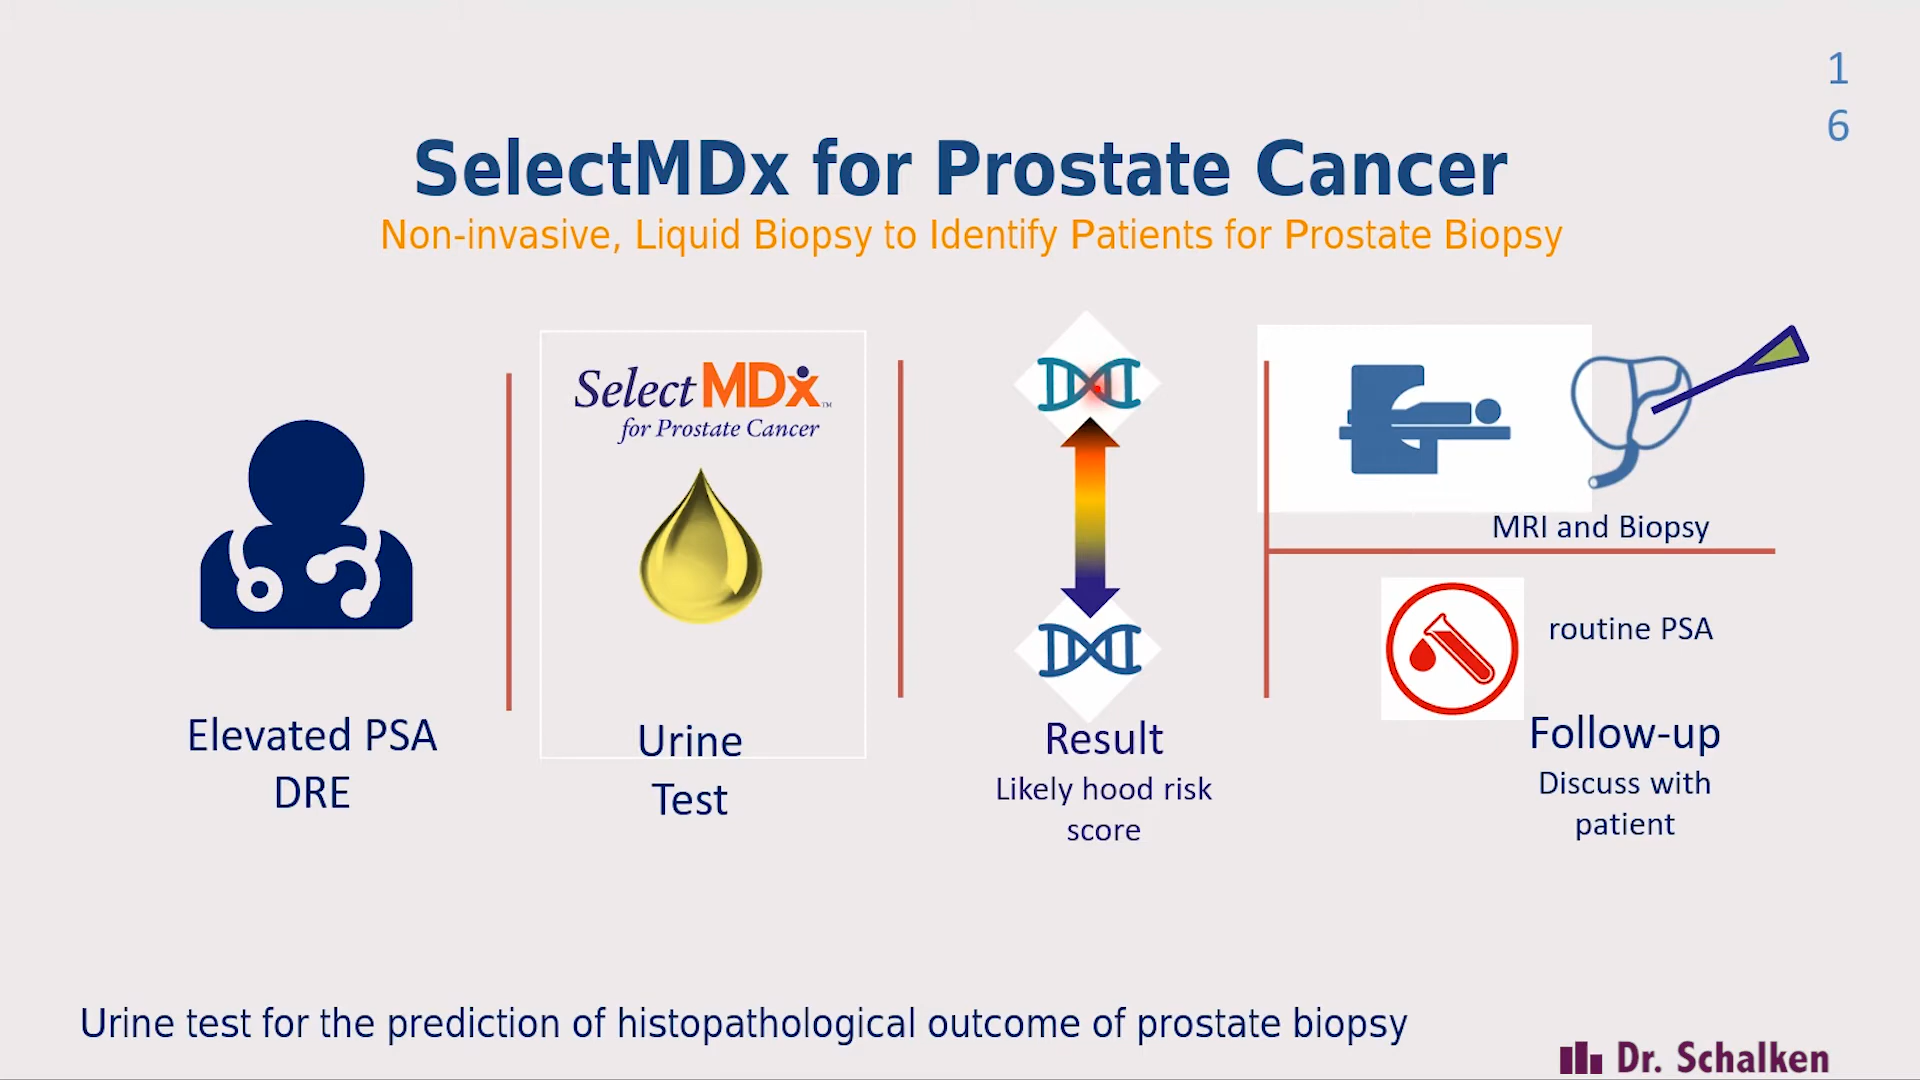 1
6
SelectMDx for Prostate Cancer
Non-invasive, Liquid Biopsy to Identify Patients for Prostate Biopsy
Select MDx™
for Prostate Cancer
MRI and Biopsy
routine PSA
Elevated PSA
DRE
Urine
Test
Result
Likely hood risk
score
Follow-up
Discuss with
patient
Urine test for the prediction of histopathological outcome of prostate biopsy
Dr. Schalken